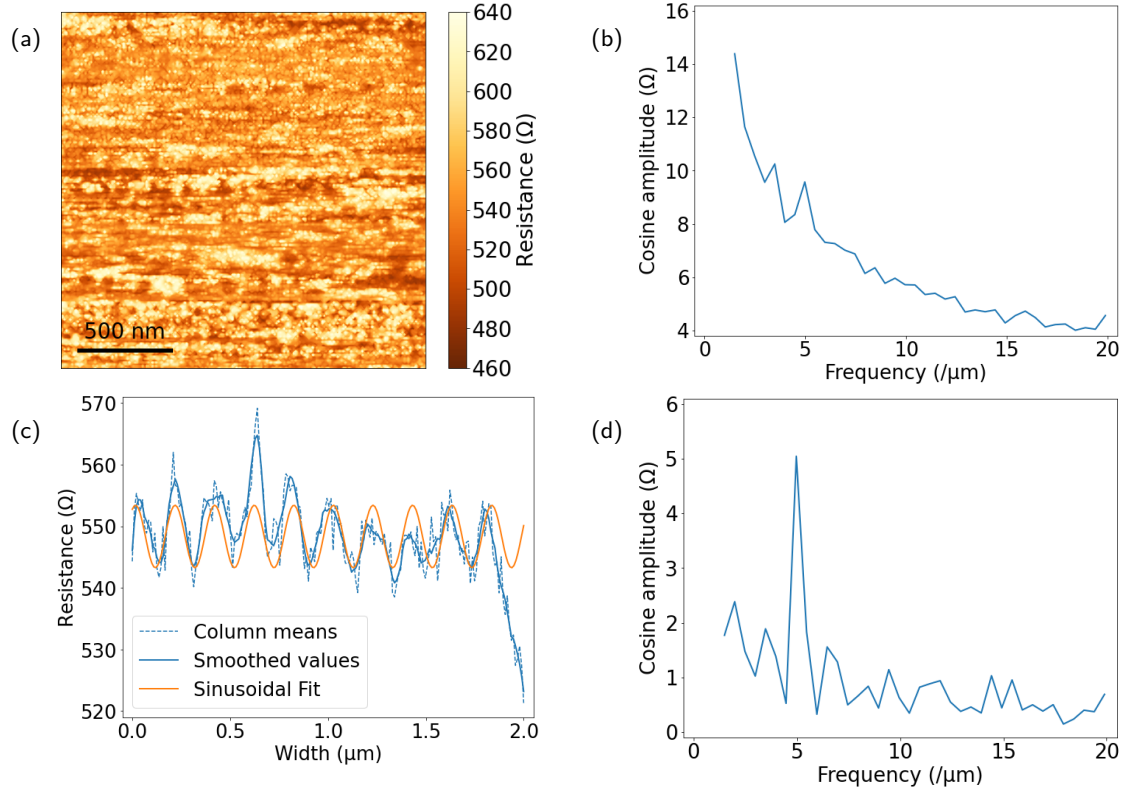 (a)
640
620
600
580
560
540
520
500
480
460
Resistance (Ω)
500 nm
(b)
16
14
12
10
8
6
4
Cosine amplitude (Ω)
0 5 10 15 20
Frequency (/μm)
(c)
570
560
550
540
530
520
Resistance (Ω)
Column means
Smoothed values
Sinusoidal Fit
0.0 0.5 1.0 1.5 2.0
Width (μm)
(d)
6
5
4
3
2
1
0
Cosine amplitude (Ω)
0 5 10 15 20
Frequency (/μm)